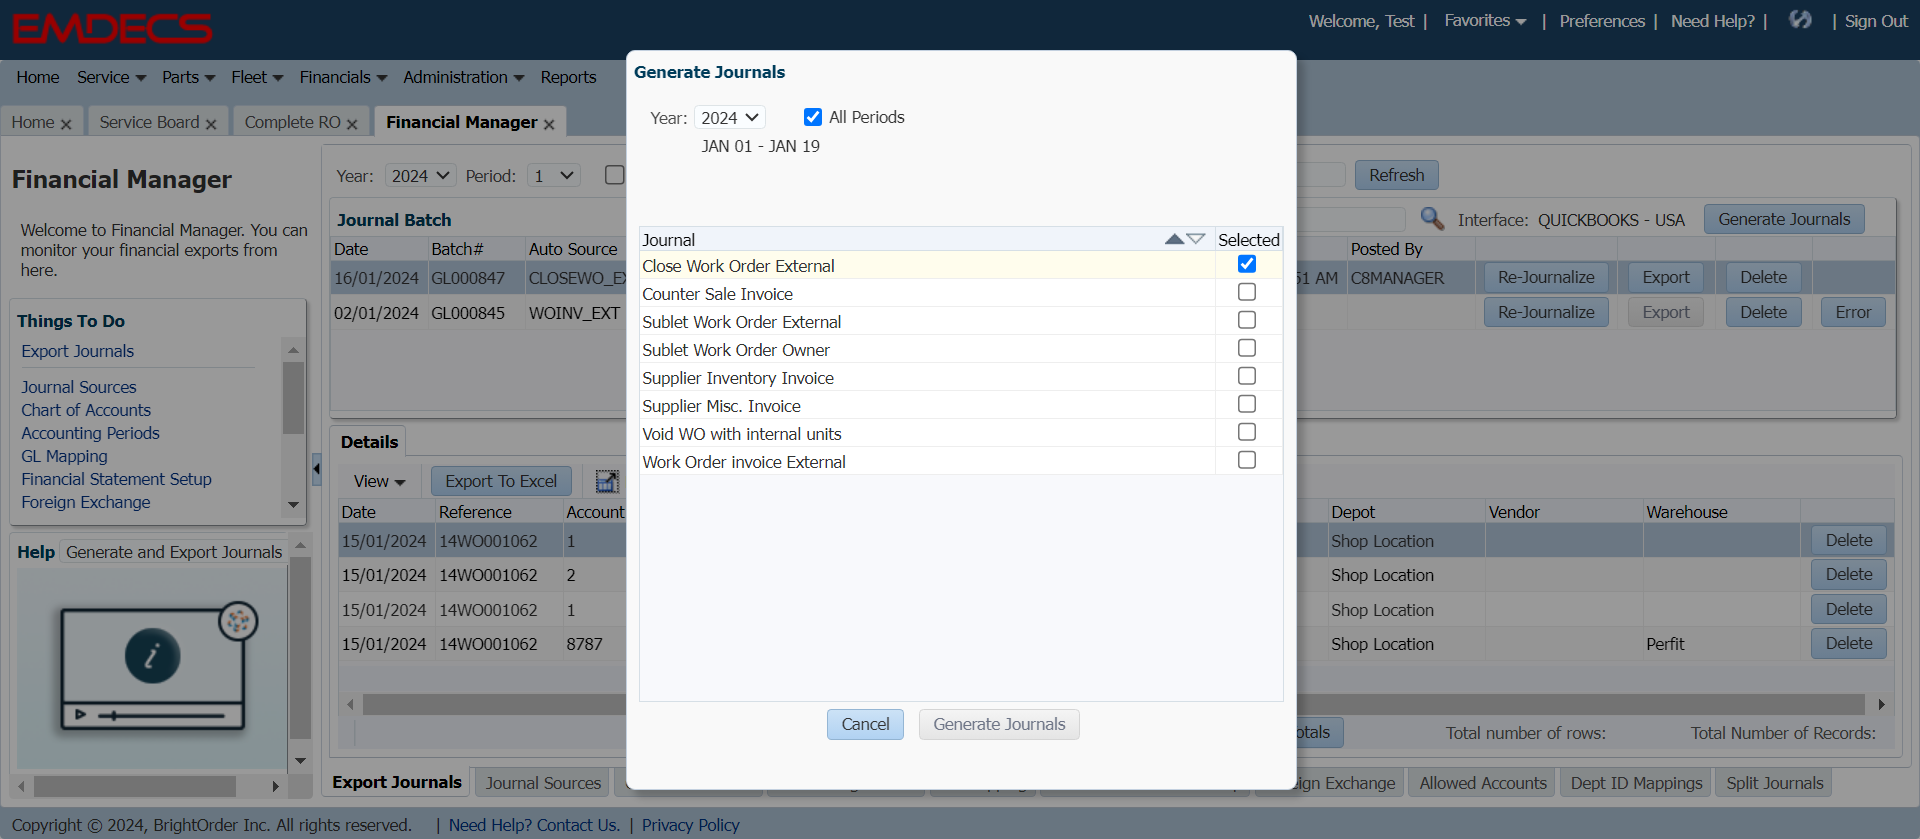 EMDECS
Welcome, Test | Favorites | Preferences | Need Help? | | Sign Out
Home Service Parts Fleet Financials Administration Reports
Home Service Board Complete RO Financial Manager
Financial Manager
Welcome to Financial Manager. You can
monitor your financial exports from
here.
Things To Do
Export Journals
Journal Sources
Chart of Accounts
Accounting Periods
GL Mapping
Financial Statement Setup
Foreign Exchange
Help Generate and Export Journals
Year: 2024 Period: 1 Refresh
Journal Batch Interface: QUICKBOOKS - USA Generate Journals
Date Batch# Auto Source Posted By
16/01/2024 GL000847 CLOSEWO_EX 51 AM C8MANAGER Re-Journalize Export Delete
02/01/2024 GL000845 WOINV_EXT Re-Journalize Export Delete Error
Generate Journals
Year: 2024 All Periods
JAN 01 - JAN 19
Journal Selected
Close Work Order External
Counter Sale Invoice
Sublet Work Order External
Sublet Work Order Owner
Supplier Inventory Invoice
Supplier Misc. Invoice
Void WO with internal units
Work Order invoice External
Cancel Generate Journals
Details
View Export To Excel
Date Reference Account Depot Vendor Warehouse
15/01/2024 14WO001062 1 Shop Location Delete
15/01/2024 14WO001062 2 Shop Location Delete
15/01/2024 14WO001062 1 Shop Location Delete
15/01/2024 14WO001062 8787 Shop Location Perfit Delete
otals Total number of rows: Total Number of Records:
Export Journals Journal Sources eign Exchange Allowed Accounts Dept ID Mappings Split Journals
Copyright © 2024, BrightOrder Inc. All rights reserved. | Need Help? Contact Us. | Privacy Policy